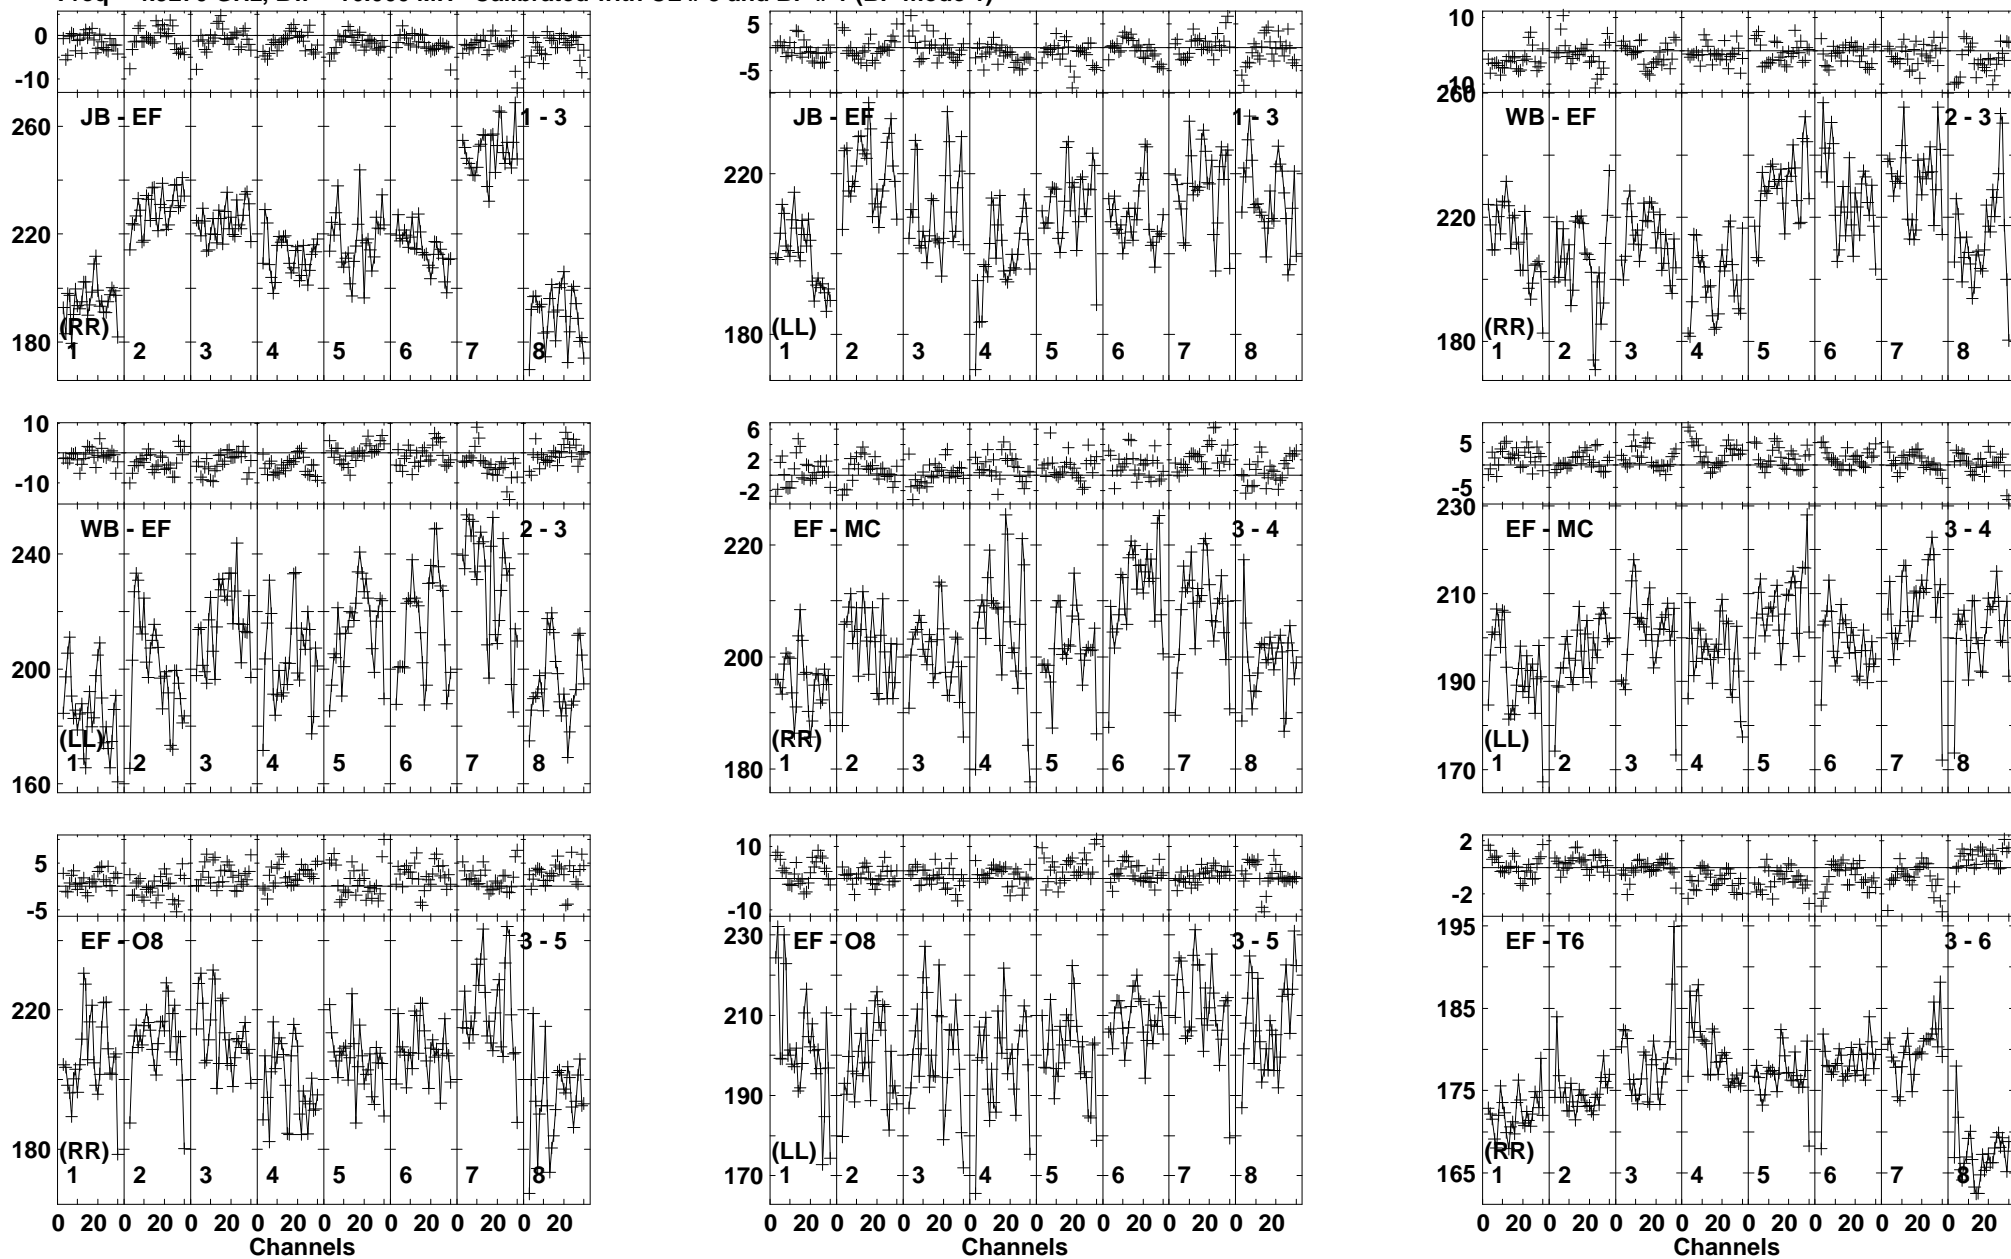 0 -10 5 -5 10 -10
260 220 180 JB - EF 1 - 3 (RR) 1 2 3 4 5 6 7 8
220 180 JB - EF 1 - 3 (LL) 1 2 3 4 5 6 7 8
260 220 180 WB - EF 2 - 3 (RR) 1 2 3 4 5 6 7 8
10 -10 6 2 -2 5 -5
240 200 160 WB - EF 2 - 3 (LL) 1 2 3 4 5 6 7 8
220 200 180 EF - MC 3 - 4 (RR) 1 2 3 4 5 6 7 8
230 210 190 170 EF - MC 3 - 4 (LL) 1 2 3 4 5 6 7 8
5 -5 10 -10 2 -2
220 180 EF - O8 3 - 5 (RR) 1 2 3 4 5 6 7 8
230 210 190 170 EF - O8 3 - 5 (LL) 1 2 3 4 5 6 7 8
195 185 175 165 EF - T6 3 - 6 (RR) 1 2 3 4 5 6 7 8
0 20 0 20 0 20 0 20 0 20 0 20 0 20 0 20
0 20 0 20 0 20 0 20 0 20 0 20 0 20 0 20
0 20 0 20 0 20 0 20 0 20 0 20 0 20 0 20
Channels Channels Channels